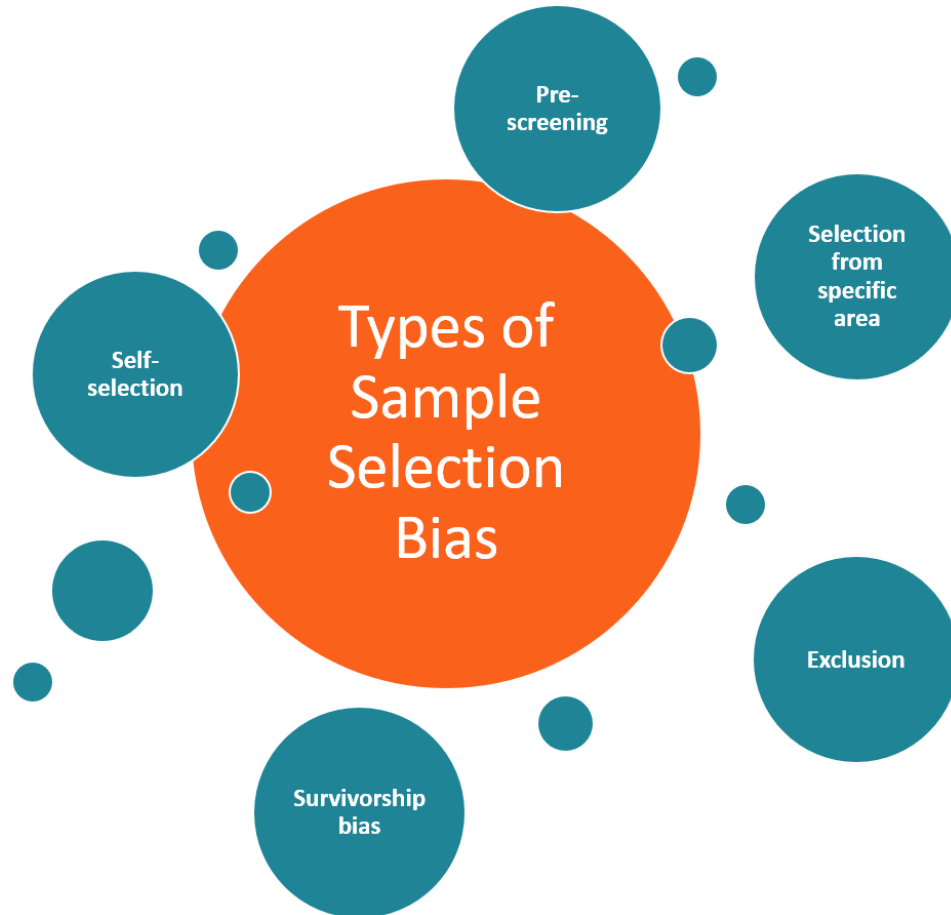 Pre-
screening
Selection
from
specific
area
Types of
Sample
Selection
Bias
Self-
selection
Exclusion
Survivorship
bias